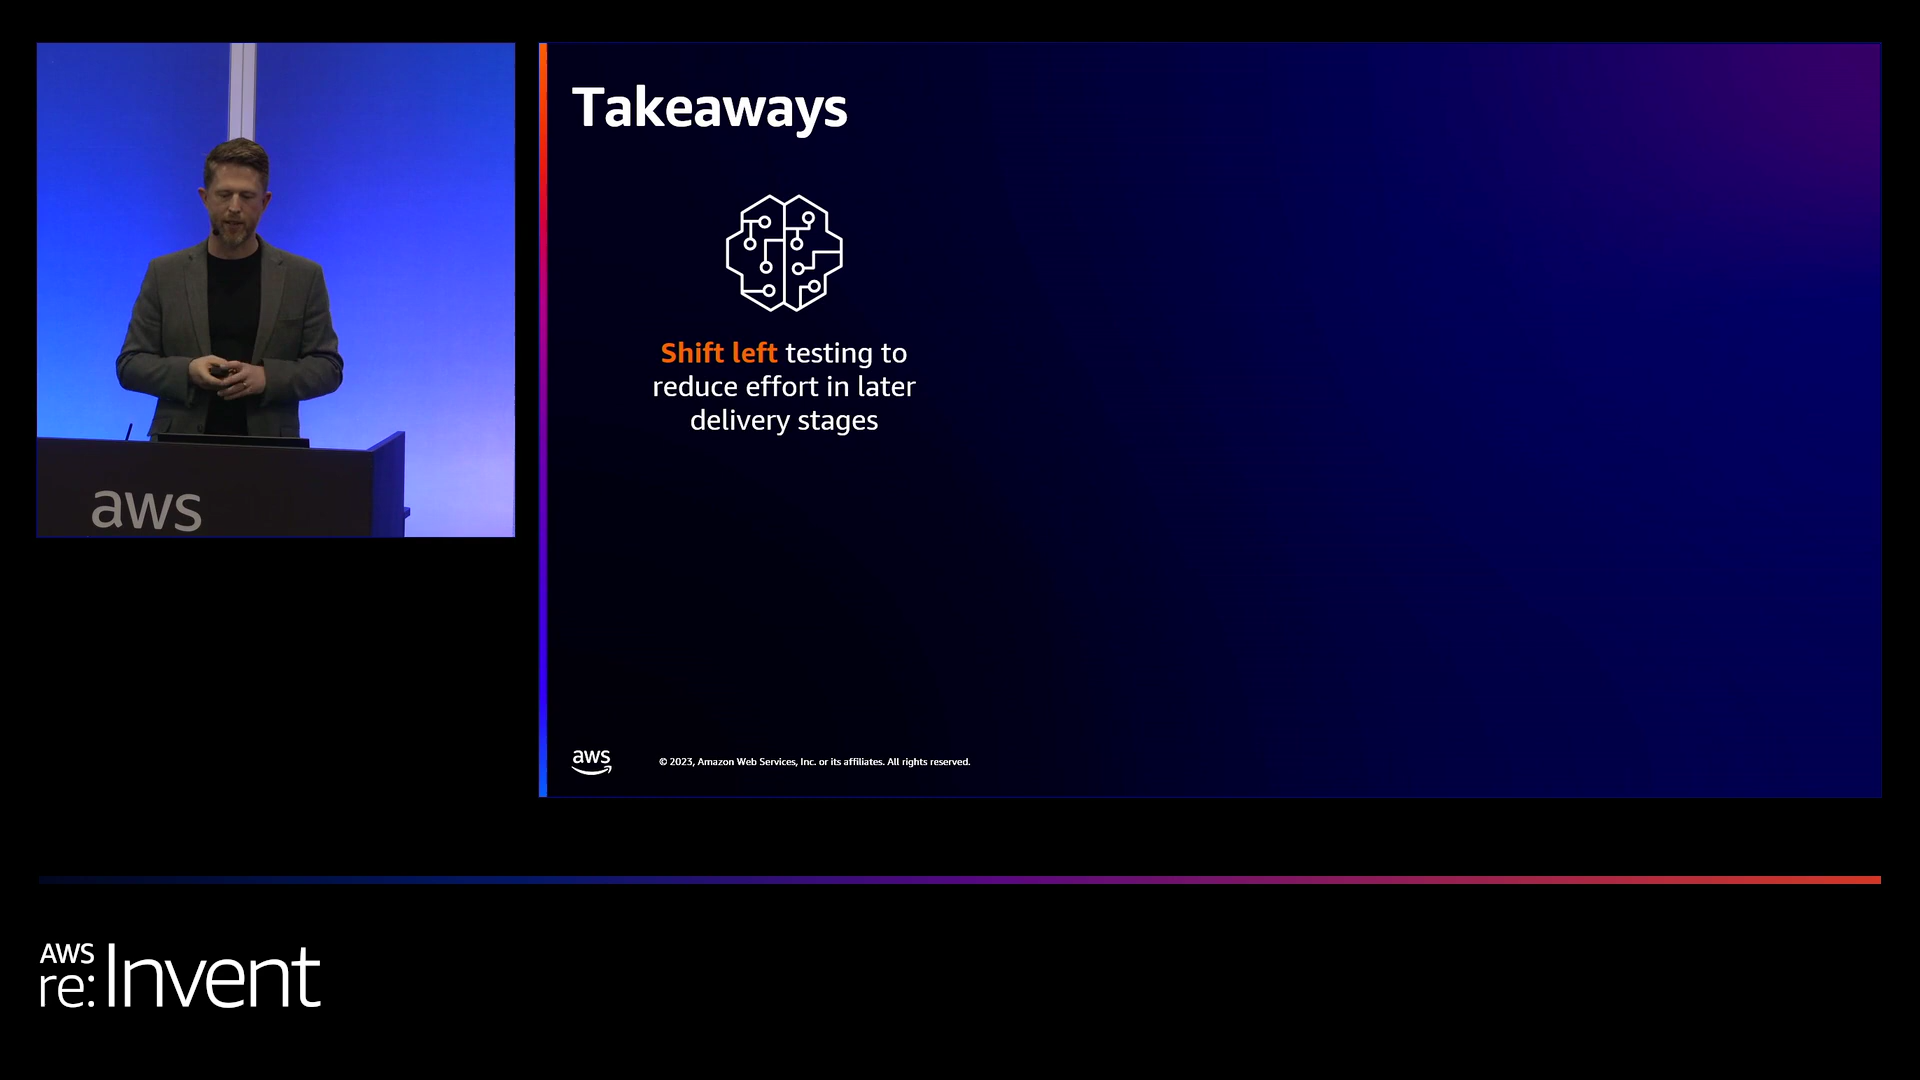 Takeaways
Shift left testing to
reduce effort in later
delivery stages
aws
aws
© 2023, Amazon Web Services, Inc. or its affiliates. All rights reserved.
AWS
re:Invent